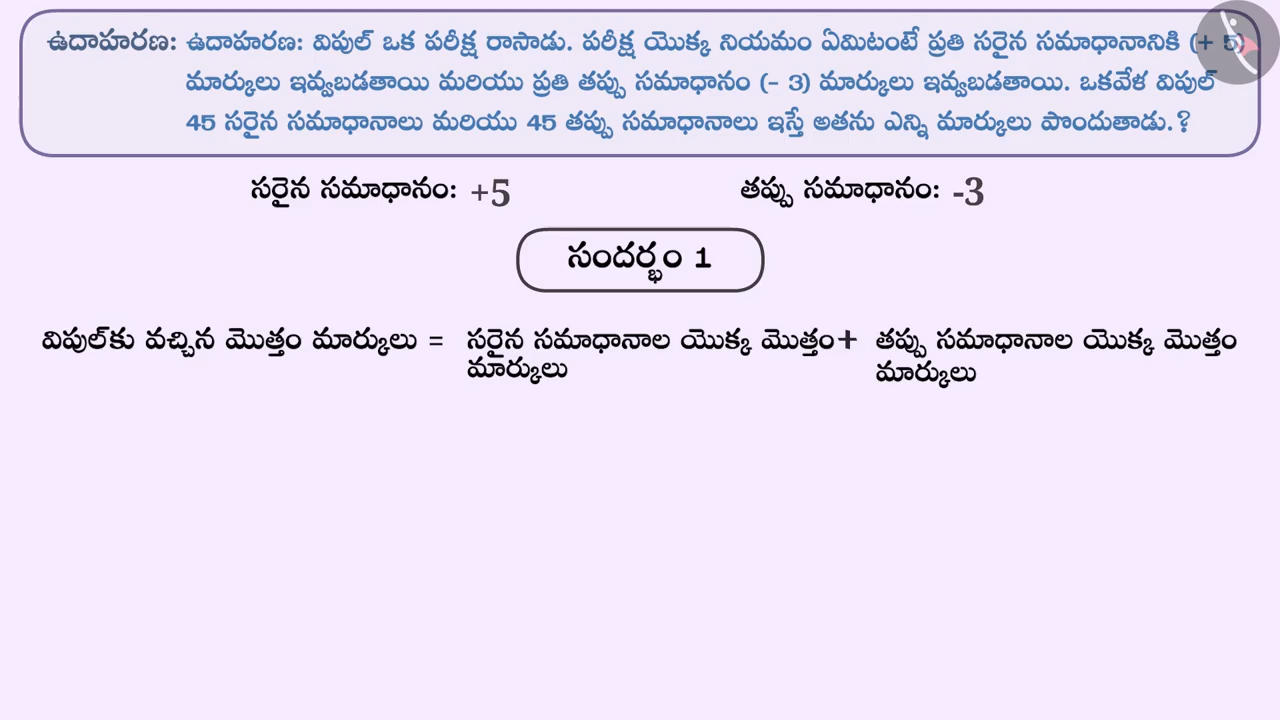 ఉదాహరణ: ఉదాహరణ: విపుల్ ఒక పరీక్ష రాసాడు. పరీక్ష యొక్క నియమం ఏమిటంటే ప్రతి సరైన సమాధానానికి (+ 5)
మార్కులు ఇవ్వబడతాయి మరియు ప్రతి తప్పు సమాధానం (- 3) మార్కులు ఇవ్వబడతాయి. ఒకవేళ విపుల్
45 సరైన సమాధానాలు మరియు 45 తప్పు సమాధానాలు ఇస్తే అతను ఎన్ని మార్కులు పొందుతాడు.?
సరైన సమాధానం: +5 తప్పు సమాధానం: -3
సందర్భం 1
విపుల్‌కు వచ్చిన మొత్తం మార్కులు = సరైన సమాధానాల యొక్క మొత్తం + తప్పు సమాధానాల యొక్క మొత్తం
మార్కులు మార్కులు